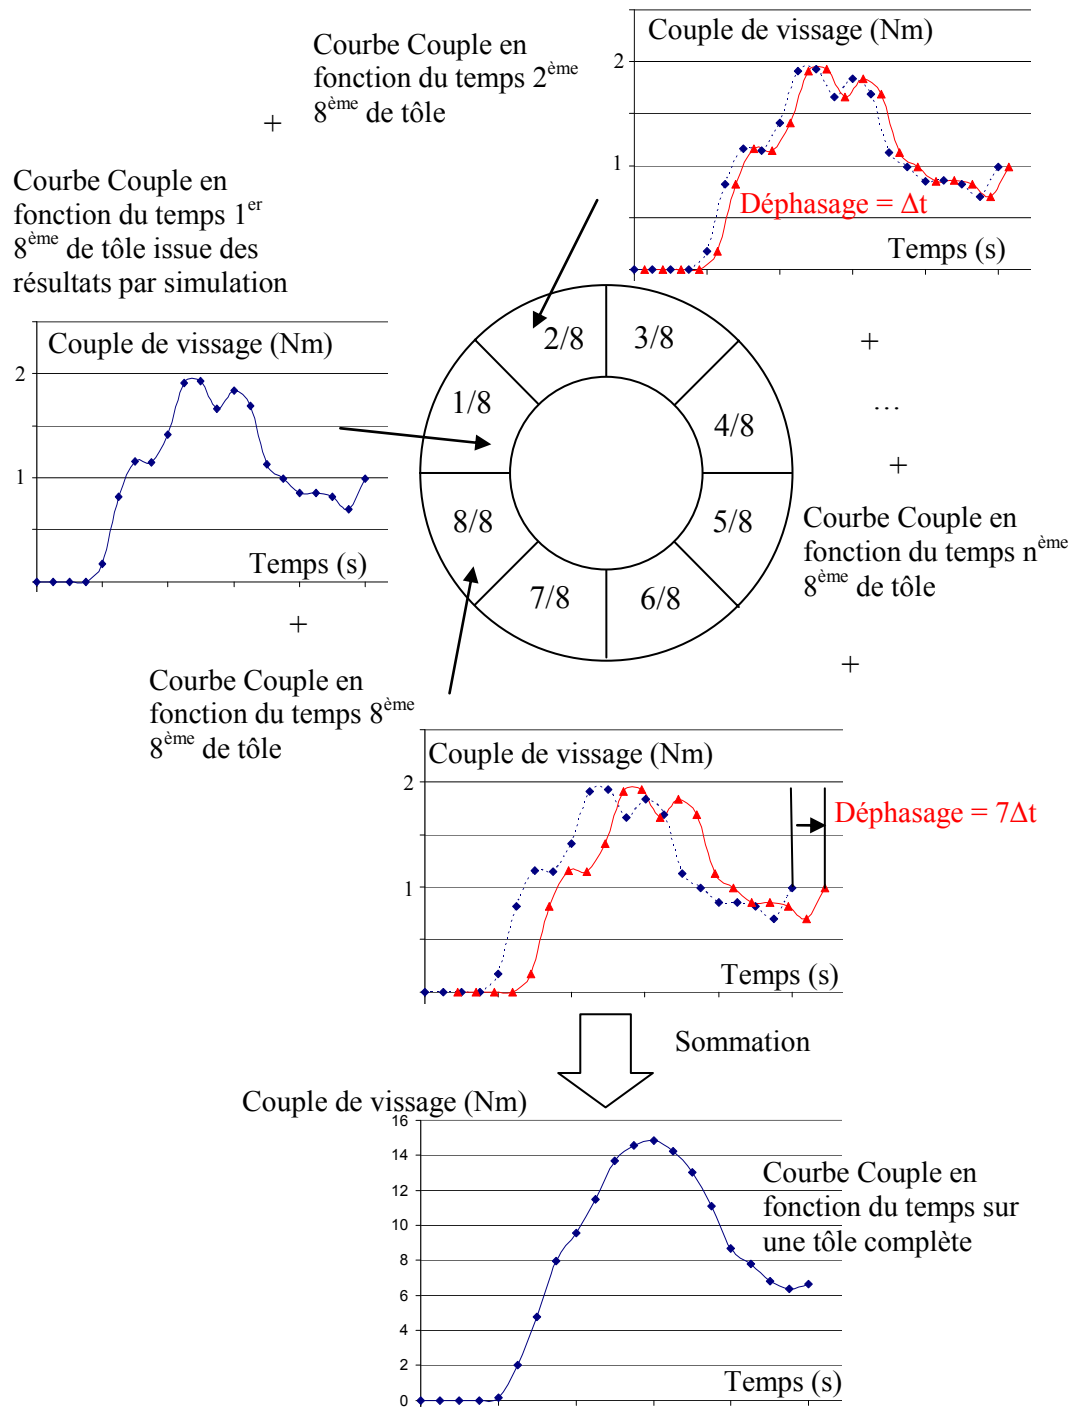 Courbe Couple en
fonction du temps 2ème
8ème de tôle
+
Couple de vissage (Nm)
2
1
Déphasage = Δt
Temps (s)
Courbe Couple en
fonction du temps 1er
8ème de tôle issue des
résultats par simulation
Couple de vissage (Nm)
2
1
Temps (s)
2/8
3/8
1/8
4/8
8/8
5/8
7/8
6/8
+
...
+
Courbe Couple en
fonction du temps nème
8ème de tôle
+
+
Courbe Couple en
fonction du temps 8ème
8ème de tôle
Couple de vissage (Nm)
2
1
Déphasage = 7Δt
Temps (s)
Sommation
Couple de vissage (Nm)
16
14
12
10
8
6
4
2
0
Courbe Couple en
fonction du temps sur
une tôle complète
Temps (s)